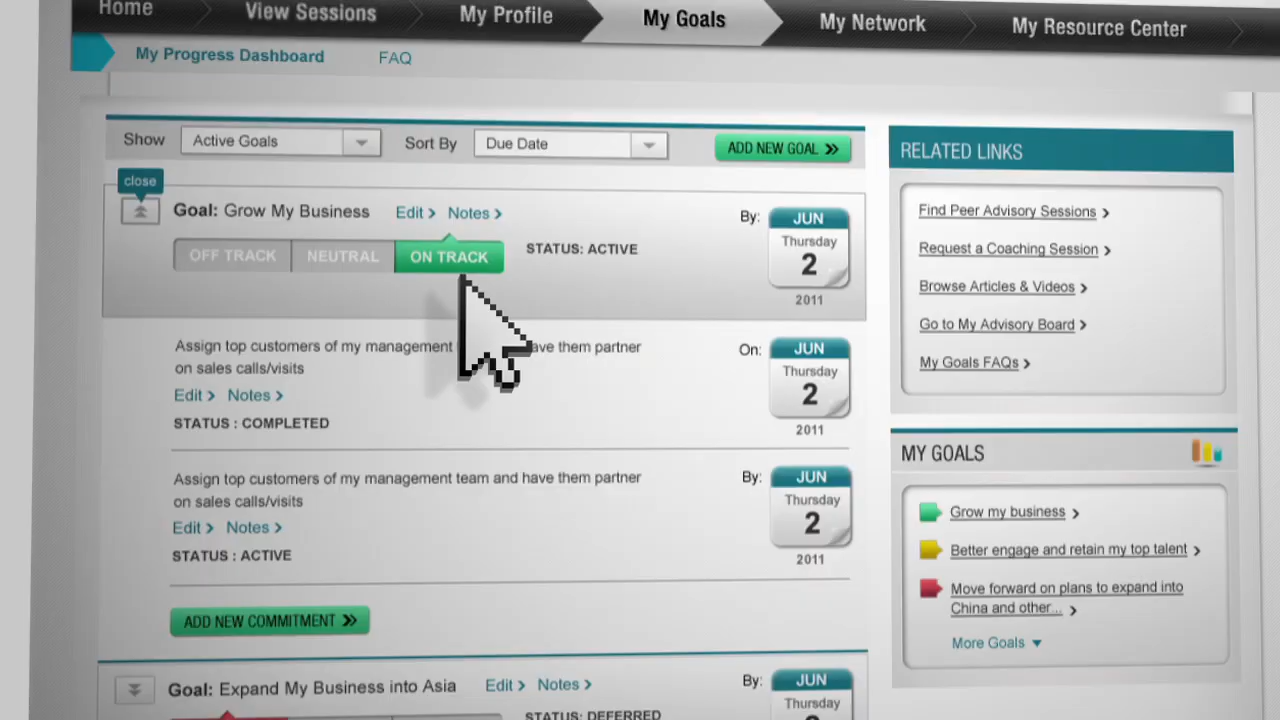 Home
View Sessions
My Profile
My Goals
My Network
My Resource Center
My Progress Dashboard
FAQ
Show
Active Goals
Sort By
Due Date
ADD NEW GOAL
close
Goal: Grow My Business
Edit
Notes
By:
JUN
Thursday
2
2011
OFF TRACK
NEUTRAL
ON TRACK
STATUS: ACTIVE
Assign top customers of my management
ave them partner
on sales calls/visits
Edit
Notes
STATUS : COMPLETED
On:
JUN
Thursday
2
2011
Assign top customers of my management team and have them partner
on sales calls/visits
Edit
Notes
STATUS : ACTIVE
By:
JUN
Thursday
2
2011
ADD NEW COMMITMENT
Goal: Expand My Business into Asia
Edit
Notes
STATUS: DEFERRED
By:
JUN
Thursday
RELATED LINKS
Find Peer Advisory Sessions
Request a Coaching Session
Browse Articles & Videos
Go to My Advisory Board
My Goals FAQs
MY GOALS
Grow my business
Better engage and retain my top talent
Move forward on plans to expand into
China and other...
More Goals